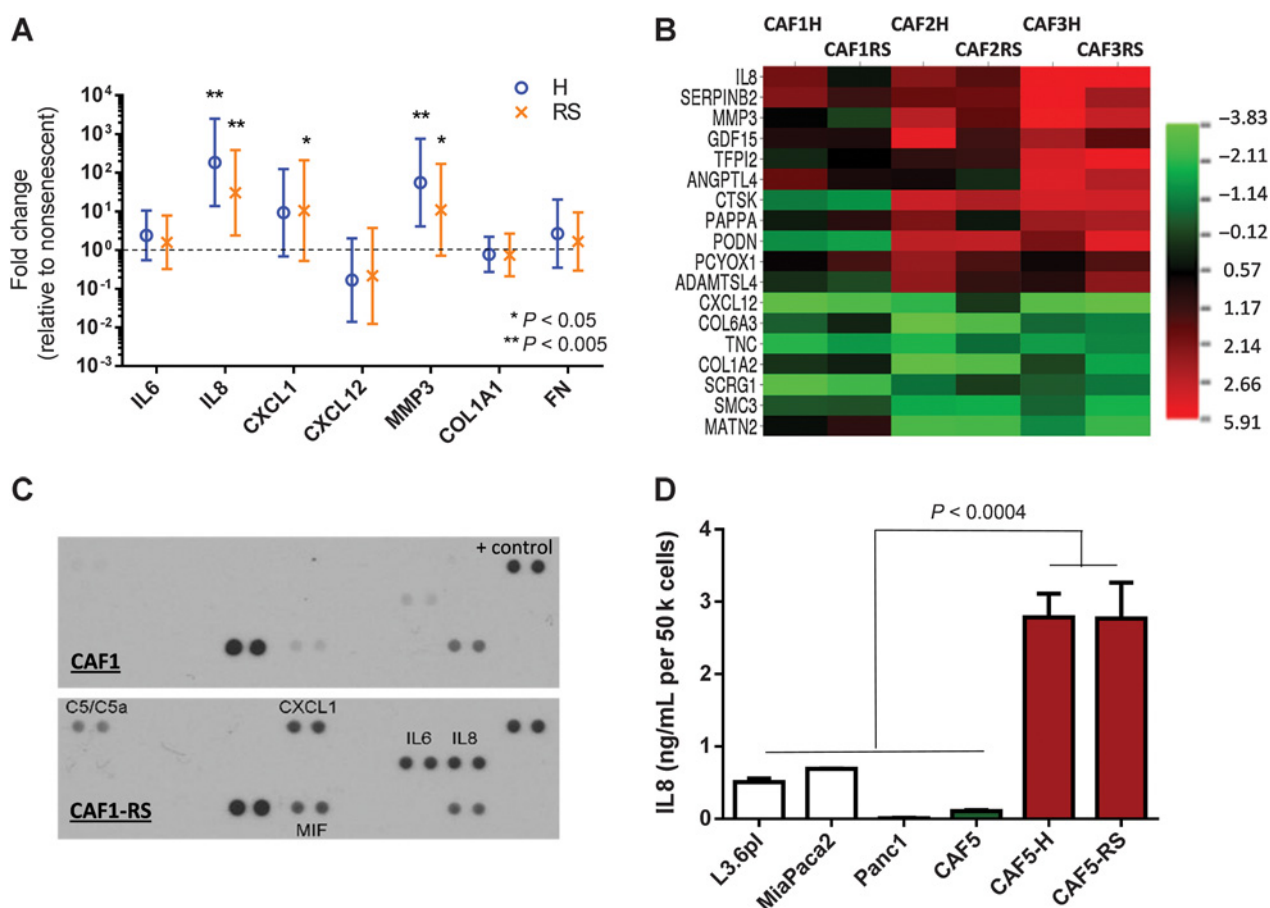 A
H
RS
Fold change
(relative to nonsenescent)
10⁴
10³
10²
10¹
10⁰
10⁻¹
10⁻²
10⁻³
** ** * ** *
* P < 0.05
** P < 0.005
IL6 IL8 CXCL1 CXCL12 MMP3 COL1A1 FN
B
CAF1H CAF2H CAF3H
CAF1RS CAF2RS CAF3RS
IL8
SERPINB2
MMP3
GDF15
TFPI2
ANGPTL4
CTSK
PAPPA
PODN
PCYOX1
ADAMTSL4
CXCL12
COL6A3
TNC
COL1A2
SCRG1
SMC3
MATN2
−3.83
−2.11
−1.14
−0.12
0.57
1.17
2.14
2.66
5.91
C
+ control
CAF1
C5/C5a CXCL1
IL6 IL8
CAF1-RS
MIF
D
P < 0.0004
IL8 (ng/mL per 50 k cells)
4
3
2
1
0
L3.6pl MiaPaca2 Panc1 CAF5 CAF5-H CAF5-RS